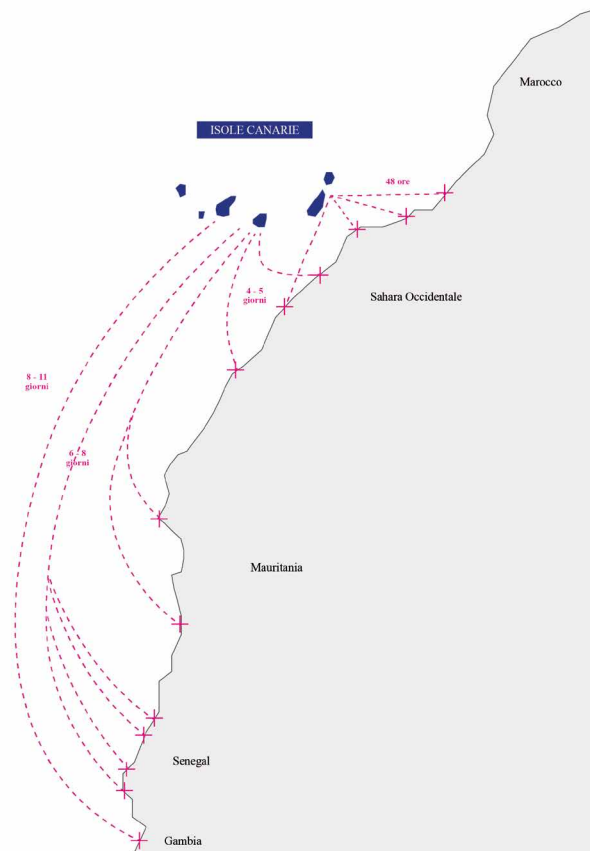 Marocco
ISOLE CANARIE
48 ore
4 - 5
giorni
Sahara Occidentale
8 - 11
giorni
6 - 8
giorni
Mauritania
Senegal
Gambia